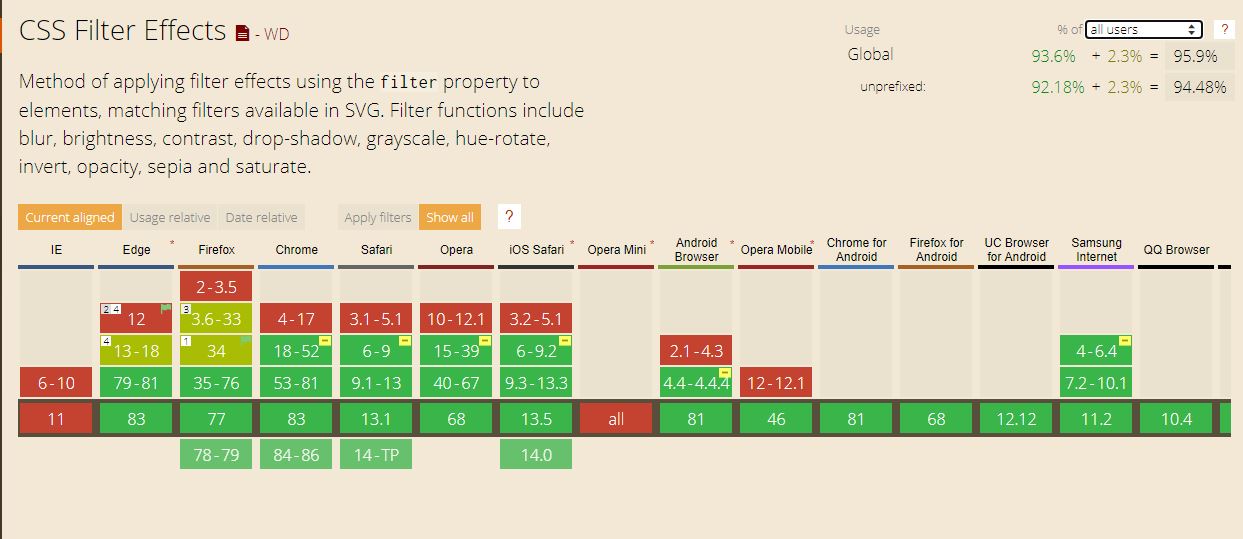 CSS Filter Effects - WD
Usage % of all users ?
Global 93.6% + 2.3% = 95.9%
unprefixed: 92.18% + 2.3% = 94.48%
Method of applying filter effects using the filter property to
elements, matching filters available in SVG. Filter functions include
blur, brightness, contrast, drop-shadow, grayscale, hue-rotate,
invert, opacity, sepia and saturate.
Current aligned Usage relative Date relative Apply filters Show all ?
IE Edge * Firefox Chrome Safari Opera iOS Safari * Opera Mini * Android Browser * Opera Mobile * Chrome for Android Firefox for Android UC Browser for Android Samsung Internet QQ Browser
2-3.5
2 4 12 3 3.6-33 4-17 3.1-5.1 10-12.1 3.2-5.1
4 13-18 1 34 18-52 6-9 15-39 6-9.2 2.1-4.3 4-6.4
6-10 79-81 35-76 53-81 9.1-13 40-67 9.3-13.3 4.4-4.4.4 12-12.1 7.2-10.1
11 83 77 83 13.1 68 13.5 all 81 46 81 68 12.12 11.2 10.4
78-79 84-86 14-TP 14.0